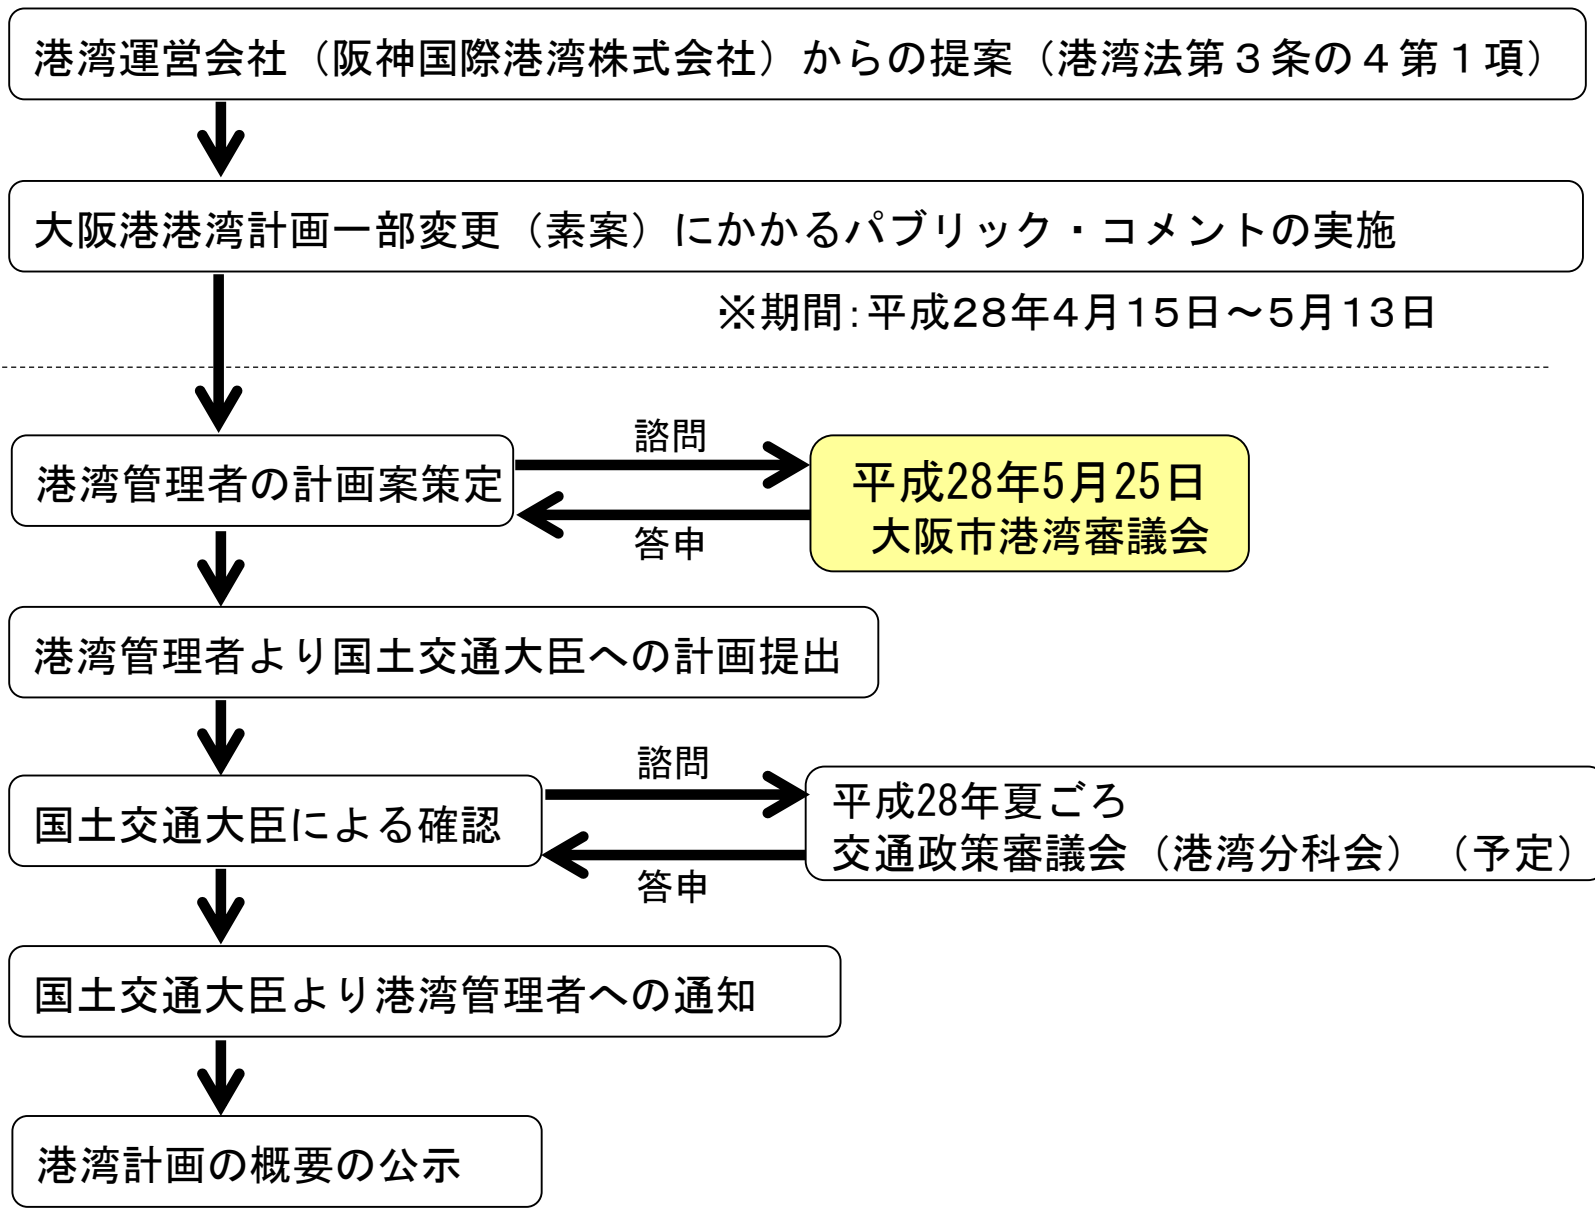 港湾運営会社（阪神国際港湾株式会社）からの提案（港湾法第３条の４第１項）
大阪港港湾計画一部変更（素案）にかかるパブリック・コメントの実施
※期間：平成２８年４月１５日～５月１３日
諮問
港湾管理者の計画案策定
平成28年5月25日
大阪市港湾審議会
答申
港湾管理者より国土交通大臣への計画提出
諮問
国土交通大臣による確認
平成28年夏ごろ
交通政策審議会（港湾分科会）（予定）
答申
国土交通大臣より港湾管理者への通知
港湾計画の概要の公示